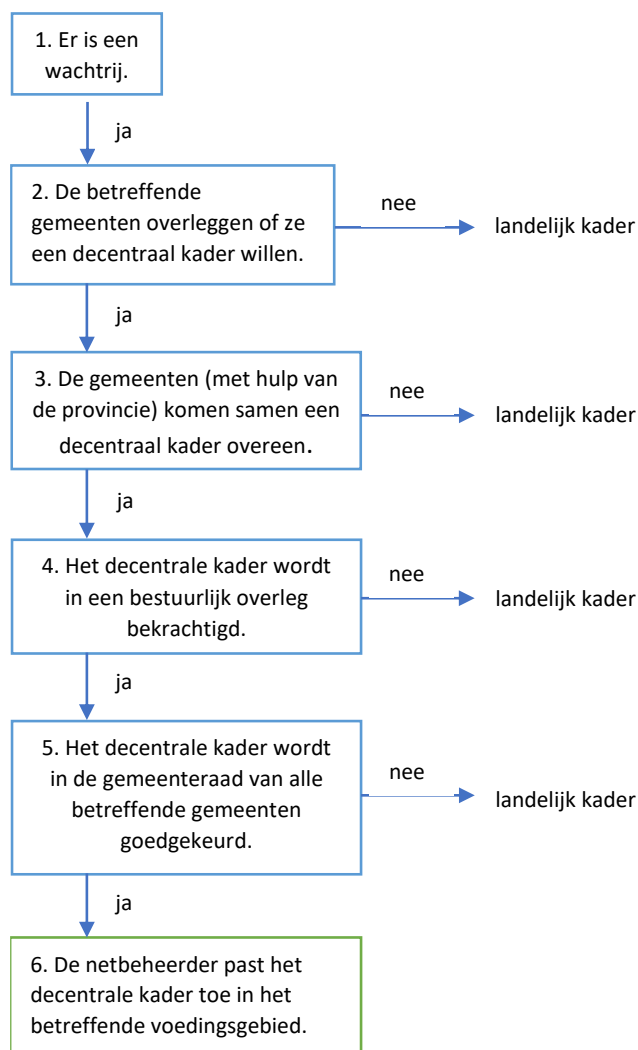 1. Er is een
wachtrij.
ja
2. De betreffende
gemeenten overleggen of ze
een decentraal kader willen.
nee
landelijk kader
ja
3. De gemeenten (met hulp van
de provincie) komen samen een
decentraal kader overeen.
nee
landelijk kader
ja
4. Het decentrale kader wordt
in een bestuurlijk overleg
bekrachtigd.
nee
landelijk kader
ja
5. Het decentrale kader wordt
in de gemeenteraad van alle
betreffende gemeenten
goedgekeurd.
nee
landelijk kader
ja
6. De netbeheerder past het
decentrale kader toe in het
betreffende voedingsgebied.